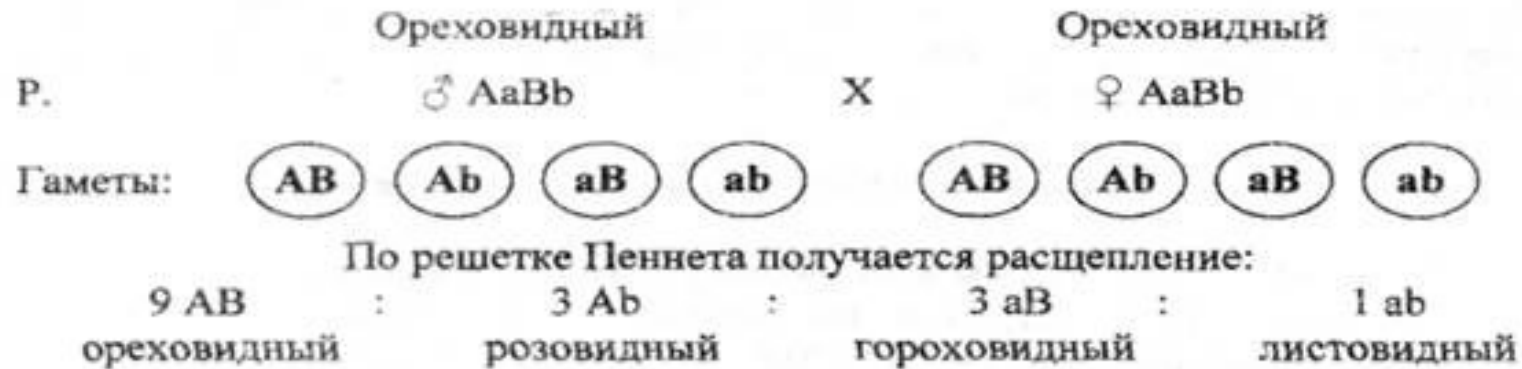 Ореховидный Ореховидный
Р. ♂ AaBb X ♀ AaBb
Гаметы: AB Ab aB ab AB Ab aB ab
По решетке Пеннета получается расщепление:
9 AB : 3 Ab : 3 aB : 1 ab
ореховидный розовидный гороховидный листовидный